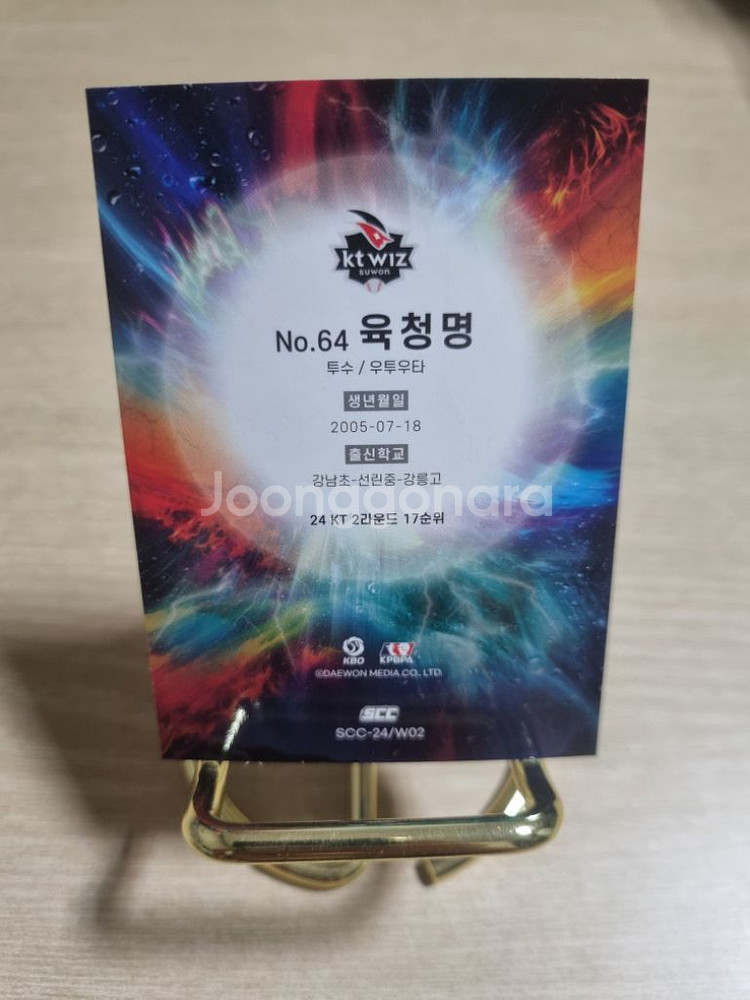 kt wiz
suwon
No.64 육청명
투수 / 우투우타
생년월일
2005-07-18
출신학교
강남초-선린중-강릉고
Joonggonara
24 KT 2라운드 17순위
KBO KPBPA
©DAEWON MEDIA CO., LTD
SCC
SCC-24/W02